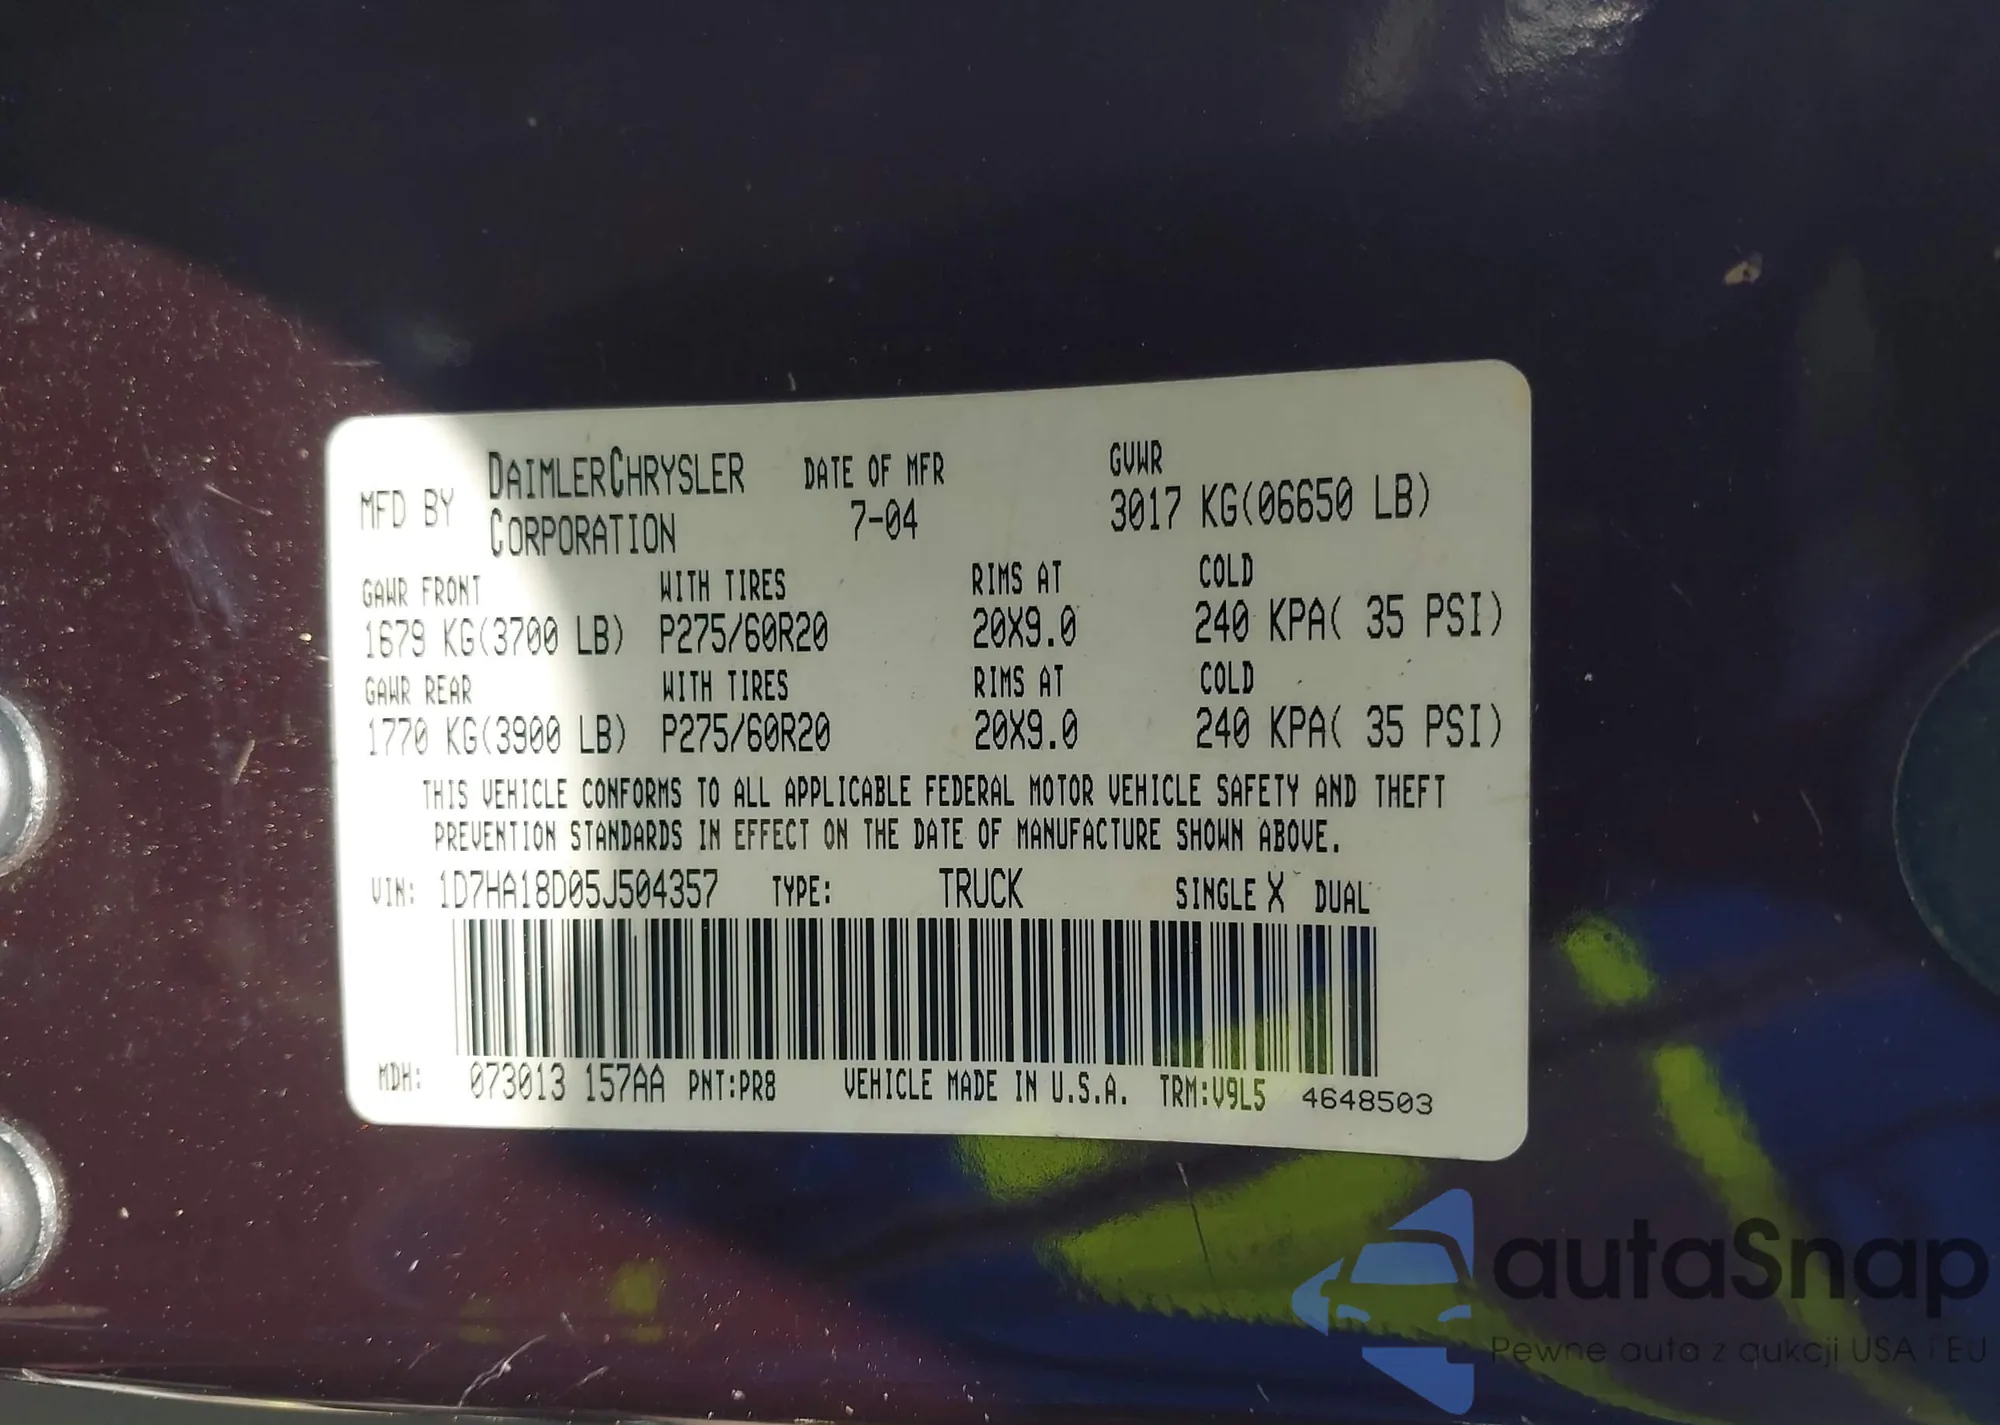 MFD BY DAIMLERCHRYSLER CORPORATION DATE OF MFR 7-04 GVWR 3017 KG(06650 LB)
GAWR FRONT WITH TIRES RIMS AT COLD
1679 KG(3700 LB) P275/60R20 20X9.0 240 KPA( 35 PSI)
GAWR REAR WITH TIRES RIMS AT COLD
1770 KG(3900 LB) P275/60R20 20X9.0 240 KPA( 35 PSI)
THIS VEHICLE CONFORMS TO ALL APPLICABLE FEDERAL MOTOR VEHICLE SAFETY AND THEFT
PREVENTION STANDARDS IN EFFECT ON THE DATE OF MANUFACTURE SHOWN ABOVE.
VIN: 1D7HA18D05J504357 TYPE: TRUCK SINGLE X DUAL
MDH: 073013 157AA PNT:PR8 VEHICLE MADE IN U.S.A. TRM:V9L5 4648503
autaSnap
Pewne auta z aukcji USA i EU